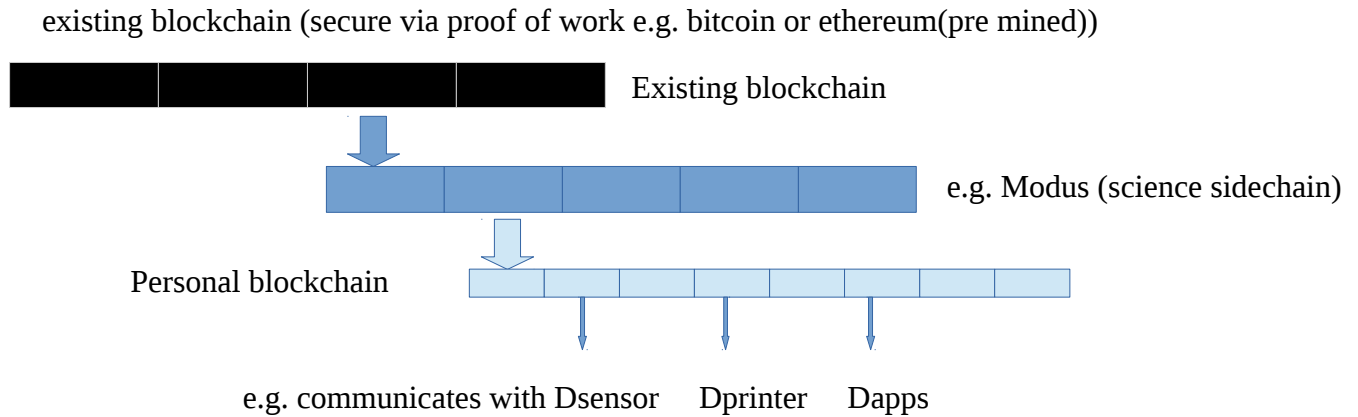 existing blockchain (secure via proof of work e.g. bitcoin or ethereum(pre mined))
Existing blockchain
e.g. Modus (science sidechain)
Personal blockchain
e.g. communicates with Dsensor Dprinter Dapps